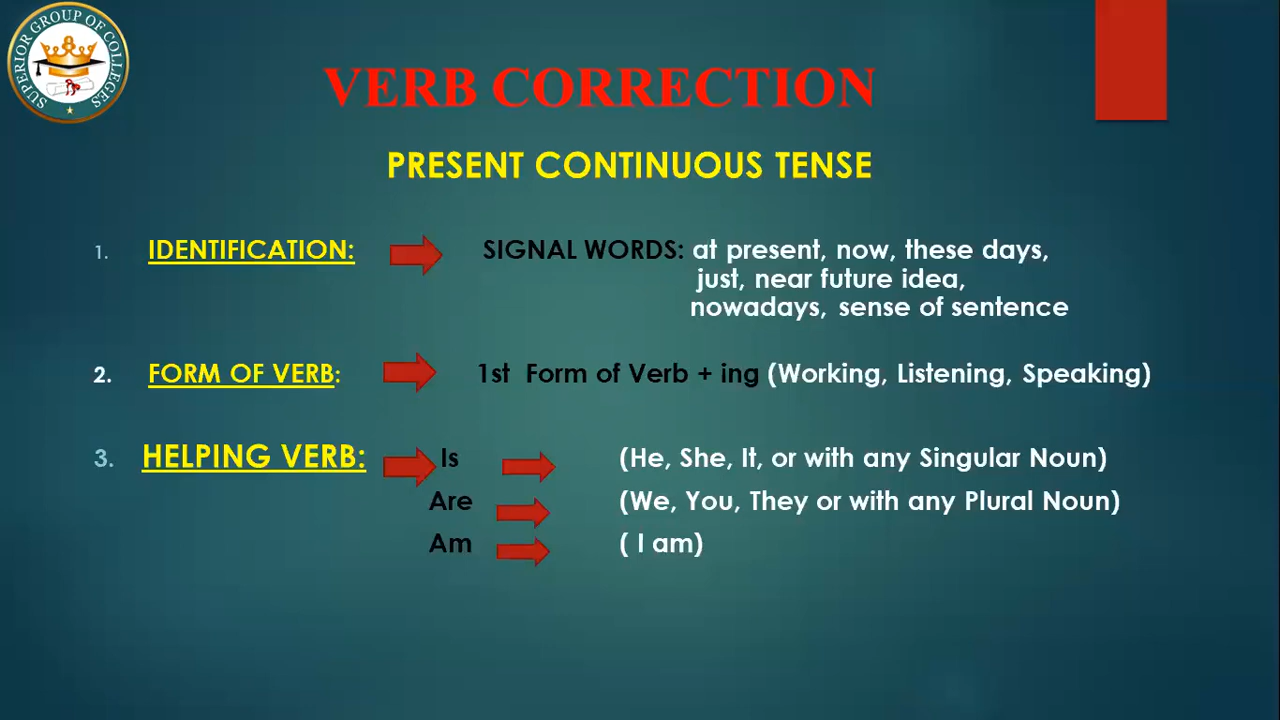 SUPERIOR GROUP OF COLLEGES
VERB CORRECTION
PRESENT CONTINUOUS TENSE
1. IDENTIFICATION: SIGNAL WORDS: at present, now, these days,
just, near future idea,
nowadays, sense of sentence
2. FORM OF VERB: 1st Form of Verb + ing (Working, Listening, Speaking)
3. HELPING VERB: Is (He, She, It, or with any Singular Noun)
Are (We, You, They or with any Plural Noun)
Am ( I am)